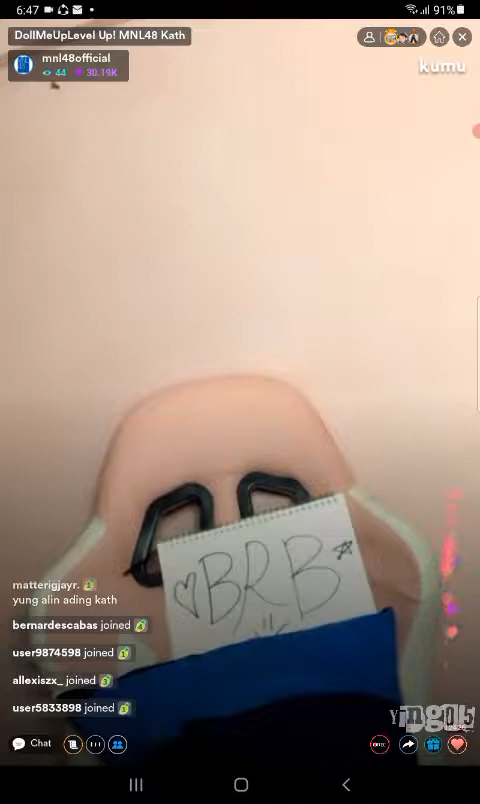 6:47
91%
DollMeUpLevel Up! MNL48 Kath
mnl48official
44 30.19K
kumu
BRB
matterigjayr.
yung alin ading kath
bernardescabas joined
user9874598 joined
allexiszx_ joined
user5833898 joined
Chat